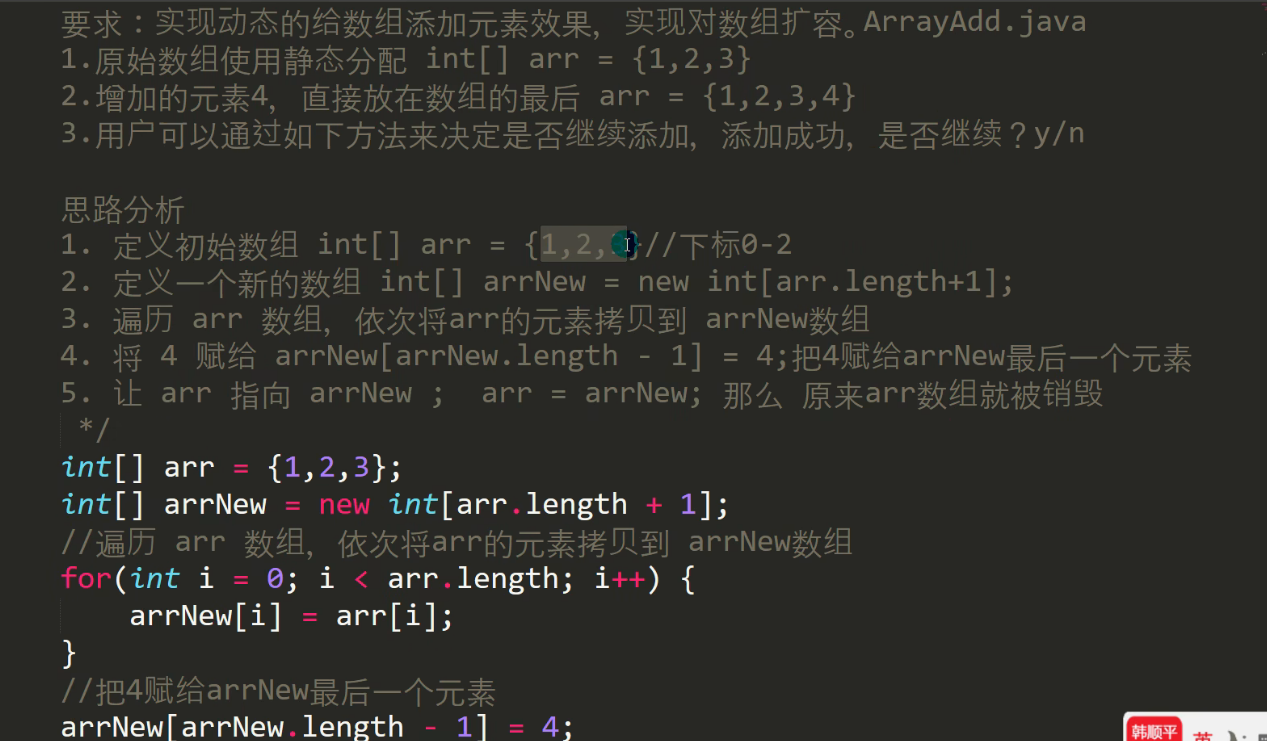 要求：实现动态的给数组添加元素效果，实现对数组扩容。ArrayAdd.java
1.原始数组使用静态分配 int[] arr = {1,2,3}
2.增加的元素4，直接放在数组的最后 arr = {1,2,3,4}
3.用户可以通过如下方法来决定是否继续添加，添加成功，是否继续？y/n
思路分析
1. 定义初始数组 int[] arr = {1,2, }//下标0-2
2. 定义一个新的数组 int[] arrNew = new int[arr.length+1];
3. 遍历 arr 数组，依次将arr的元素拷贝到 arrNew数组
4. 将 4 赋给 arrNew[arrNew.length - 1] = 4;把4赋给arrNew最后一个元素
5. 让 arr 指向 arrNew ; arr = arrNew; 那么 原来arr数组就被销毁
*/
int[] arr = {1,2,3};
int[] arrNew = new int[arr.length + 1];
//遍历 arr 数组，依次将arr的元素拷贝到 arrNew数组
for(int i = 0; i < arr.length; i++) {
arrNew[i] = arr[i];
}
//把4赋给arrNew最后一个元素
arrNew[arrNew.length - 1] = 4;
韩顺平 英